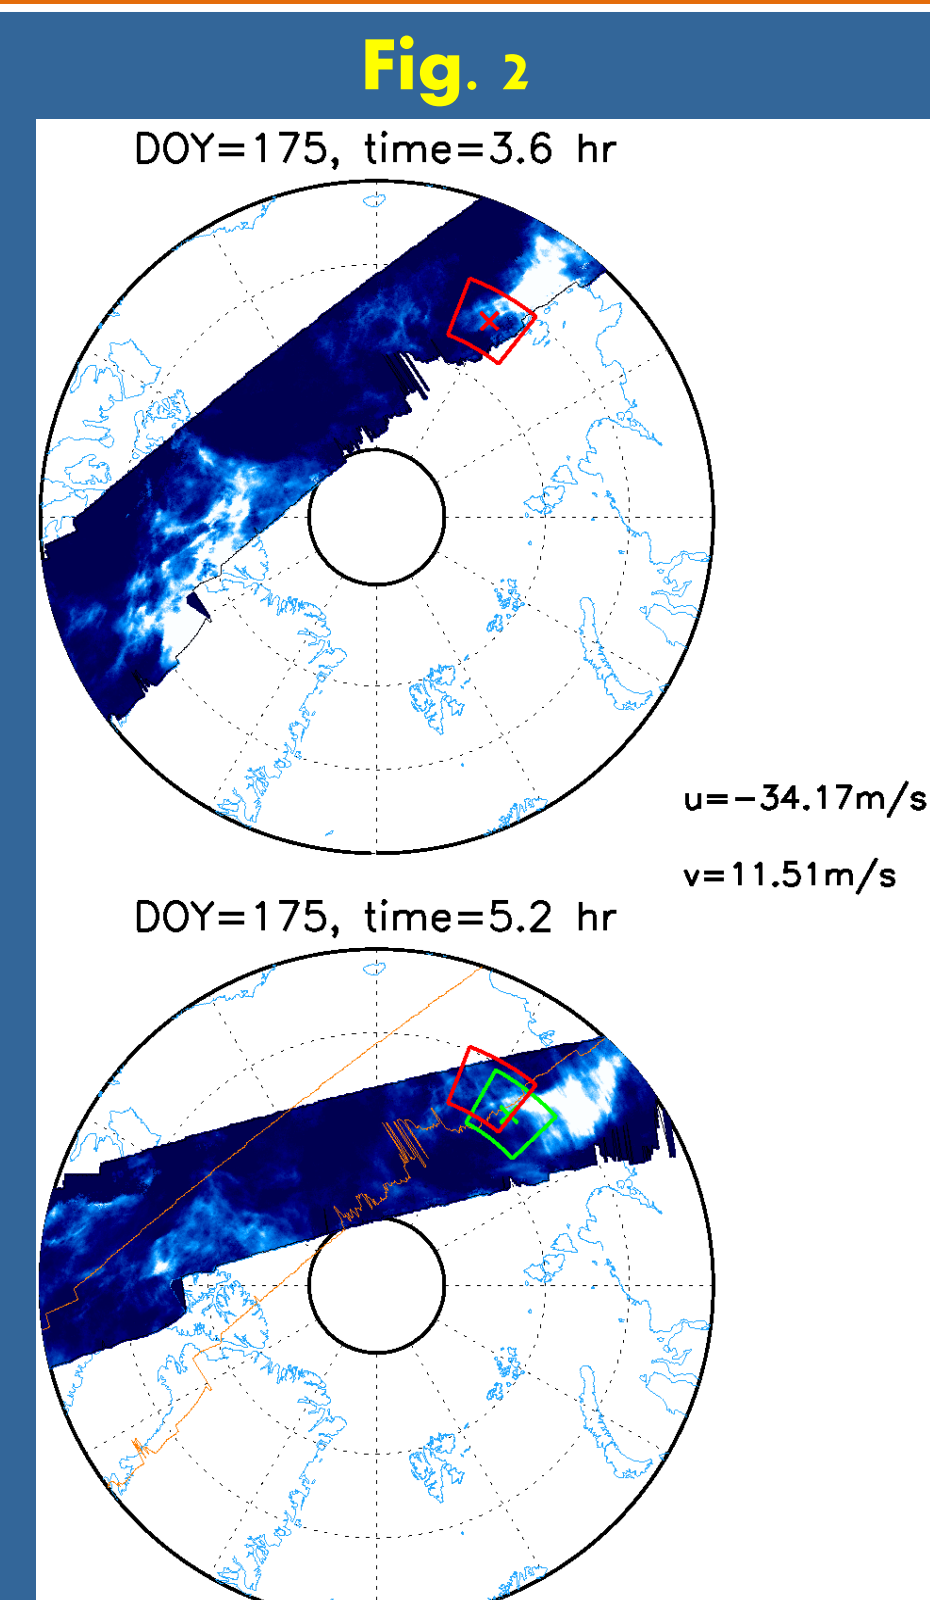 Fig. 2
DOY=175, time=3.6 hr
u=−34.17m/s
v=11.51m/s
DOY=175, time=5.2 hr